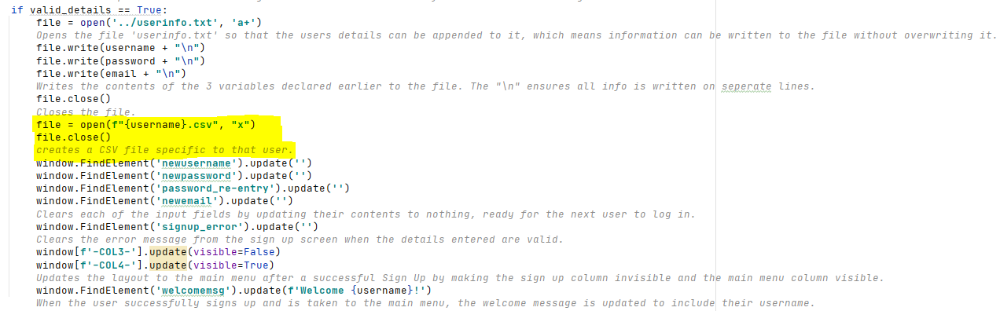 if valid_details == True:
file = open('../userinfo.txt', 'a+')
Opens the file 'userinfo.txt' so that the users details can be appended to it, which means information can be written to the file without overwriting it.
file.write(username + "\n")
file.write(password + "\n")
file.write(email + "\n")
Writes the contents of the 3 variables declared earlier to the file. The "\n" ensures all info is written on seperate lines.
file.close()
Closes the file.
file = open(f"{username}.csv", "x")
file.close()
creates a CSV file specific to that user.
window.FindElement('newusername').update('')
window.FindElement('newpassword').update('')
window.FindElement('password_re-entry').update('')
window.FindElement('newemail').update('')
Clears each of the input fields by updating their contents to nothing, ready for the next user to log in.
window.FindElement('signup_error').update('')
Clears the error message from the sign up screen when the details entered are valid.
window[f'-COL3-'].update(visible=False)
window[f'-COL4-'].update(visible=True)
Updates the layout to the main menu after a successful Sign Up by making the sign up column invisible and the main menu column visible.
window.FindElement('welcomemsg').update(f'Welcome {username}!')
When the user successfully signs up and is taken to the main menu, the welcome message is updated to include their username.